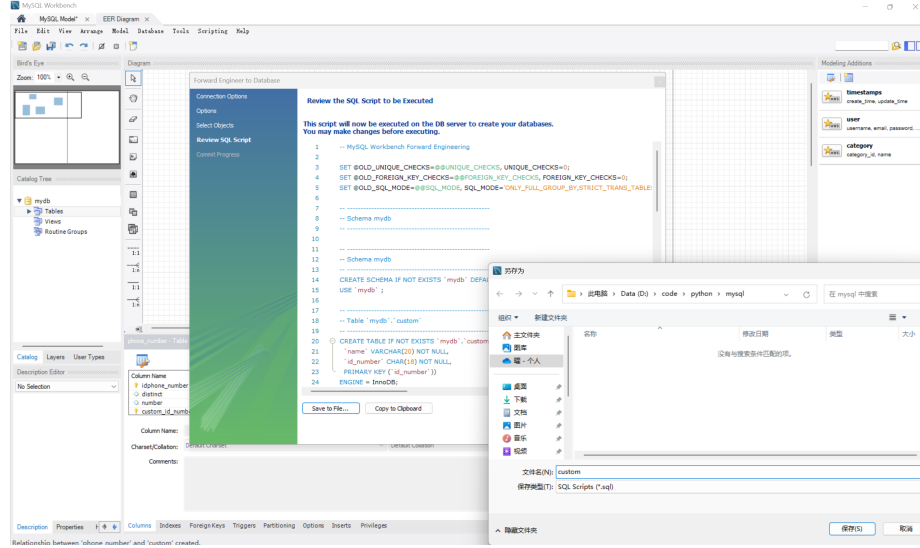 MySQL Workbench
MySQL Model* × EER Diagram ×
File Edit View Arrange Model Database Tools Scripting Help
Bird's Eye
Zoom: 100%
Catalog Tree
mydb
Tables
Views
Routine Groups
Catalog Layers User Types
Description Editor
No Selection
Description Properties H
Relationship between 'phone_number' and 'custom' created.
Diagram
1:1
1:n
1:1
1:n
phone_number - Table
Column Name
idphone_number
distinct
number
custom_id_numb
Column Name:
Charset/Collation: Default Charset Default Collation
Comments:
Columns Indexes Foreign Keys Triggers Partitioning Options Inserts Privileges
Forward Engineer to Database
Connection Options
Options
Select Objects
Review SQL Script
Commit Progress
Review the SQL Script to be Executed
This script will now be executed on the DB server to create your databases.
You may make changes before executing.
1 -- MySQL Workbench Forward Engineering
2
3 SET @OLD_UNIQUE_CHECKS=@@UNIQUE_CHECKS, UNIQUE_CHECKS=0;
4 SET @OLD_FOREIGN_KEY_CHECKS=@@FOREIGN_KEY_CHECKS, FOREIGN_KEY_CHECKS=0;
5 SET @OLD_SQL_MODE=@@SQL_MODE, SQL_MODE='ONLY_FULL_GROUP_BY,STRICT_TRANS_TABLES
6
7 -- -----------------------------------------------------
8 -- Schema mydb
9 -- -----------------------------------------------------
10
11 -- -----------------------------------------------------
12 -- Schema mydb
13 -- -----------------------------------------------------
14 CREATE SCHEMA IF NOT EXISTS `mydb` DEFAU
15 USE `mydb` ;
16
17 -- -----------------------------------------------------
18 -- Table `mydb`.`custom`
19 -- -----------------------------------------------------
20 CREATE TABLE IF NOT EXISTS `mydb`.`custom
21 `name` VARCHAR(20) NOT NULL,
22 `id_number` CHAR(18) NOT NULL,
23 PRIMARY KEY (`id_number`))
24 ENGINE = InnoDB;
Save to File... Copy to Clipboard
Modeling Additions
timestamps
create_time, update_time
user
username, email, password, ...
category
category_id, name
另存为
此电脑 › Data (D:) › code › python › mysql
在 mysql 中搜索
组织 新建文件夹
主文件夹
图库
曜 - 个人
桌面
下载
文档
图片
音乐
视频
名称 修改日期 类型 大小
没有与搜索条件匹配的项。
文件名(N): custom
保存类型(T): SQL Scripts (*.sql)
隐藏文件夹 保存(S) 取消